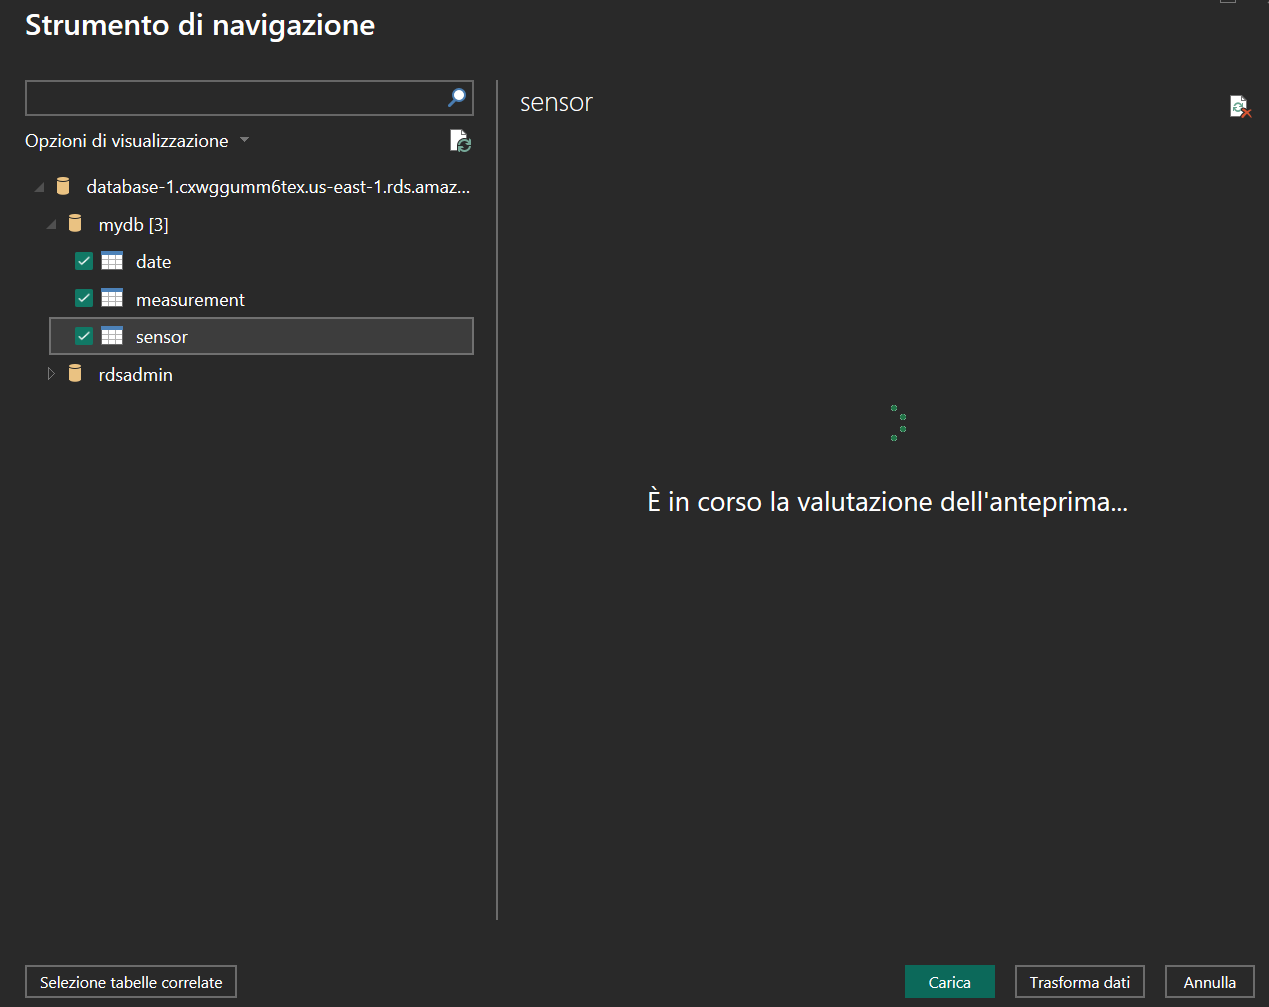 Strumento di navigazione
Opzioni di visualizzazione
database-1.cxwggumm6tex.us-east-1.rds.amaz...
mydb [3]
date
measurement
sensor
rdsadmin
sensor
È in corso la valutazione dell'anteprima...
Selezione tabelle correlate
Carica
Trasforma dati
Annulla